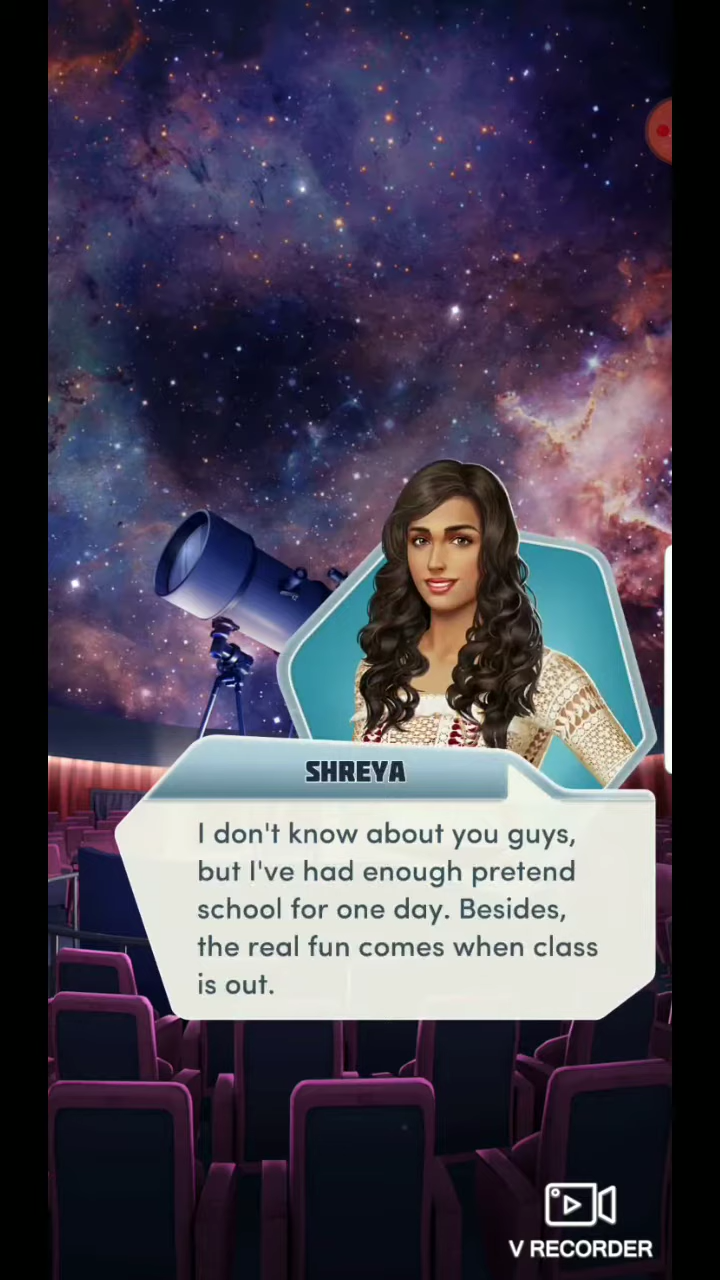 SHREYA
I don't know about you guys,
but I've had enough pretend
school for one day. Besides,
the real fun comes when class
is out.
V RECORDER